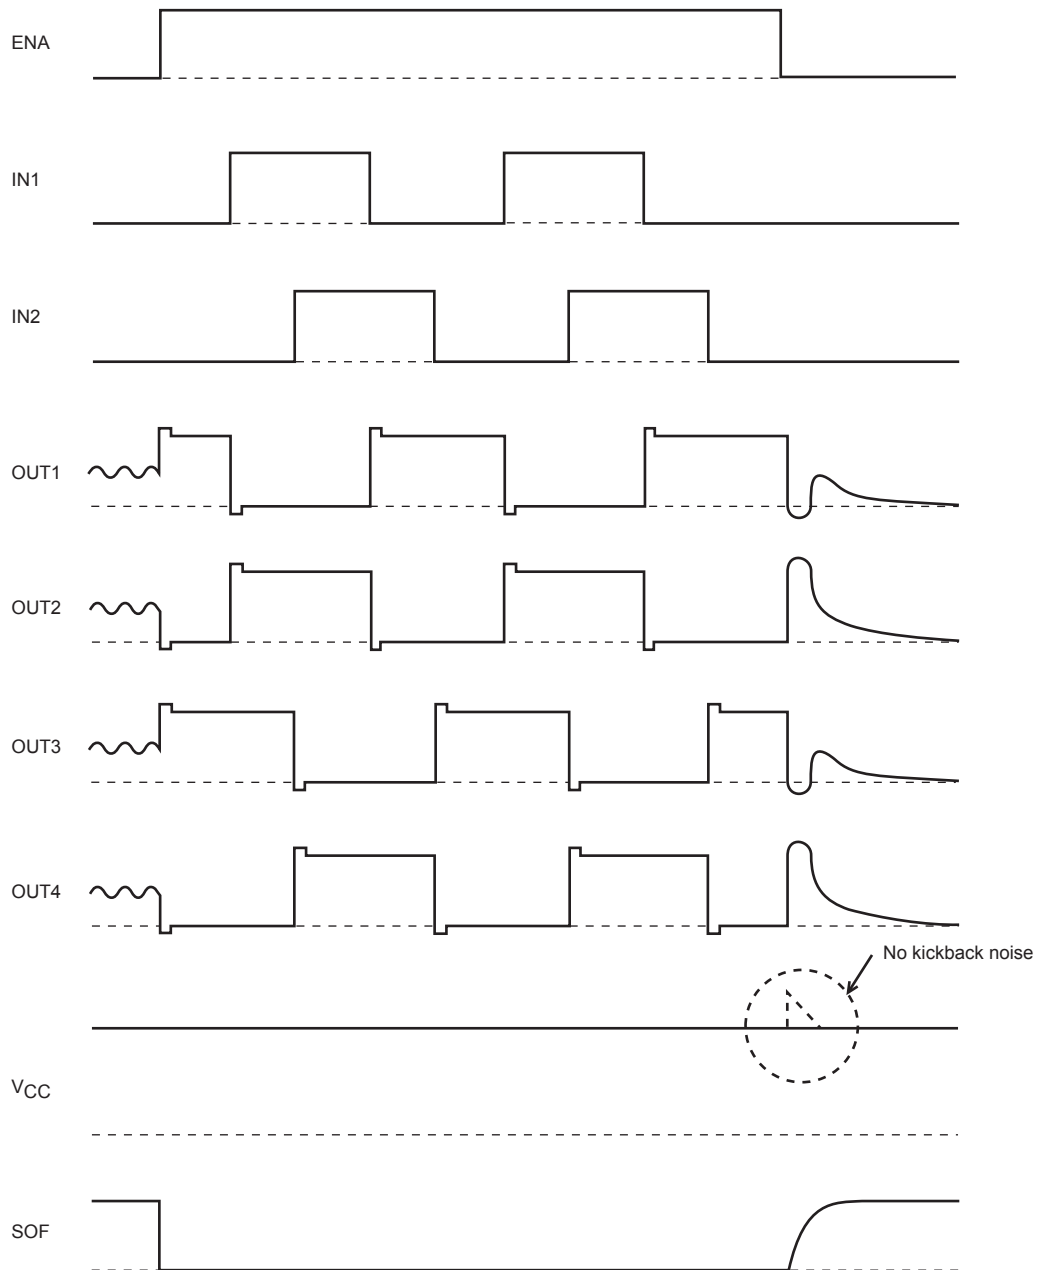 ENA
IN1
IN2
OUT1
OUT2
OUT3
OUT4
No kickback noise
VCC
SOF